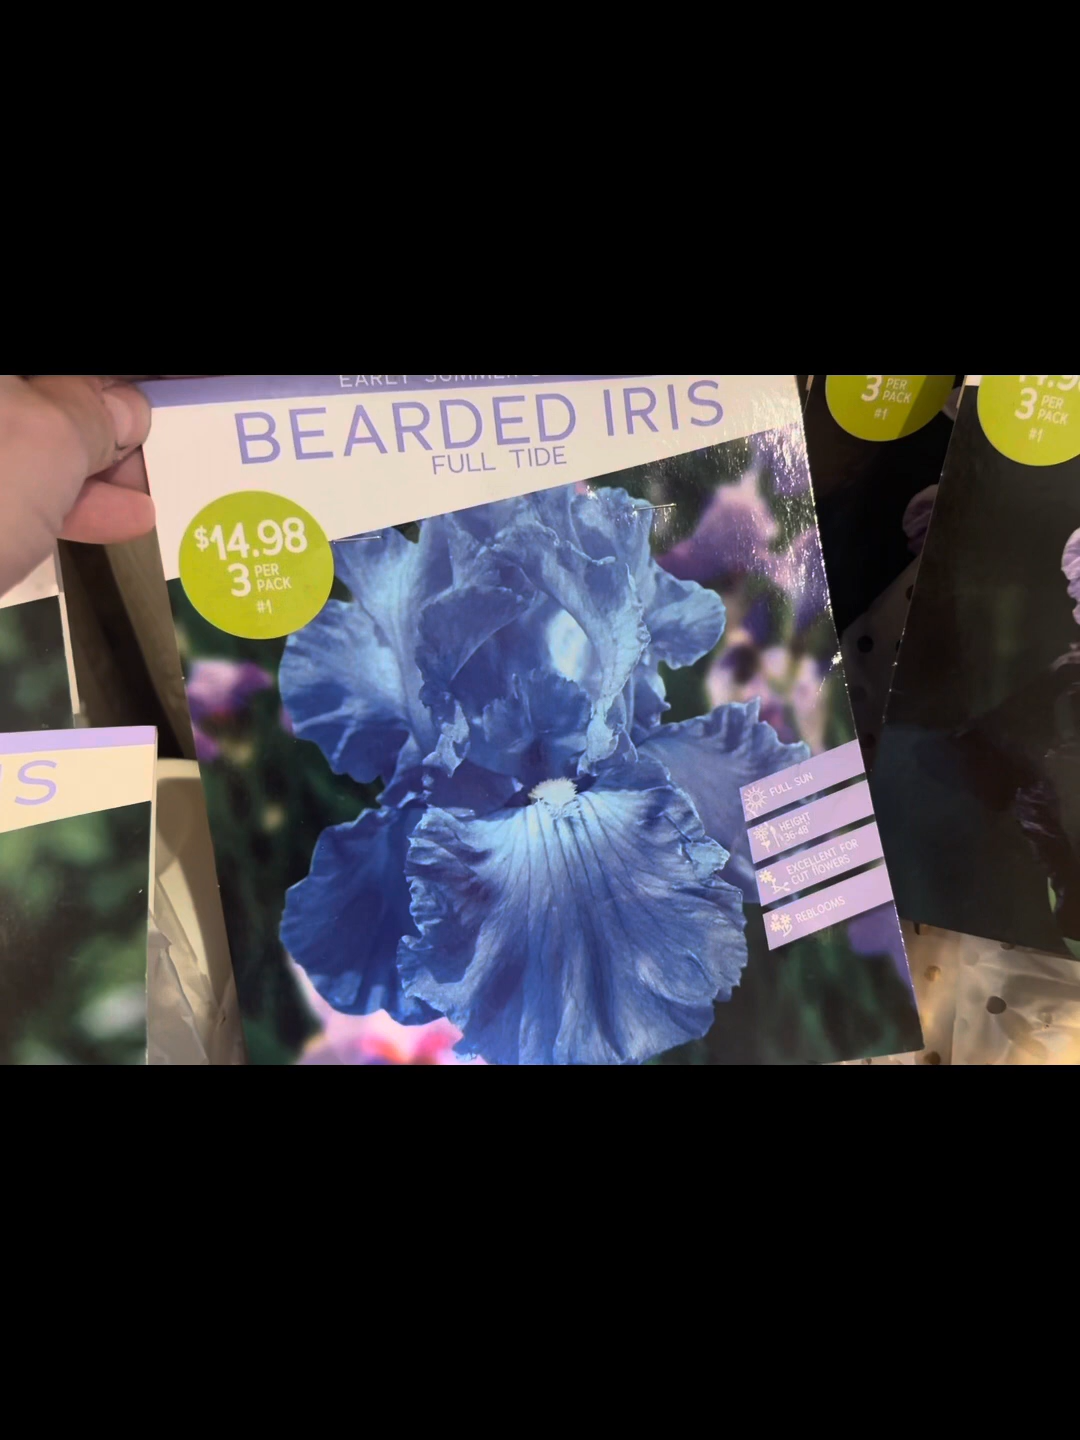 EARLY SUMMER
BEARDED IRIS
FULL TIDE
$14.98
3 PER
PACK
#1
FULL SUN
HEIGHT
36-48"
EXCELLENT FOR
CUT FLOWERS
REBLOOMS
3 PER
PACK
#1
3 PER
PACK
#1
IS